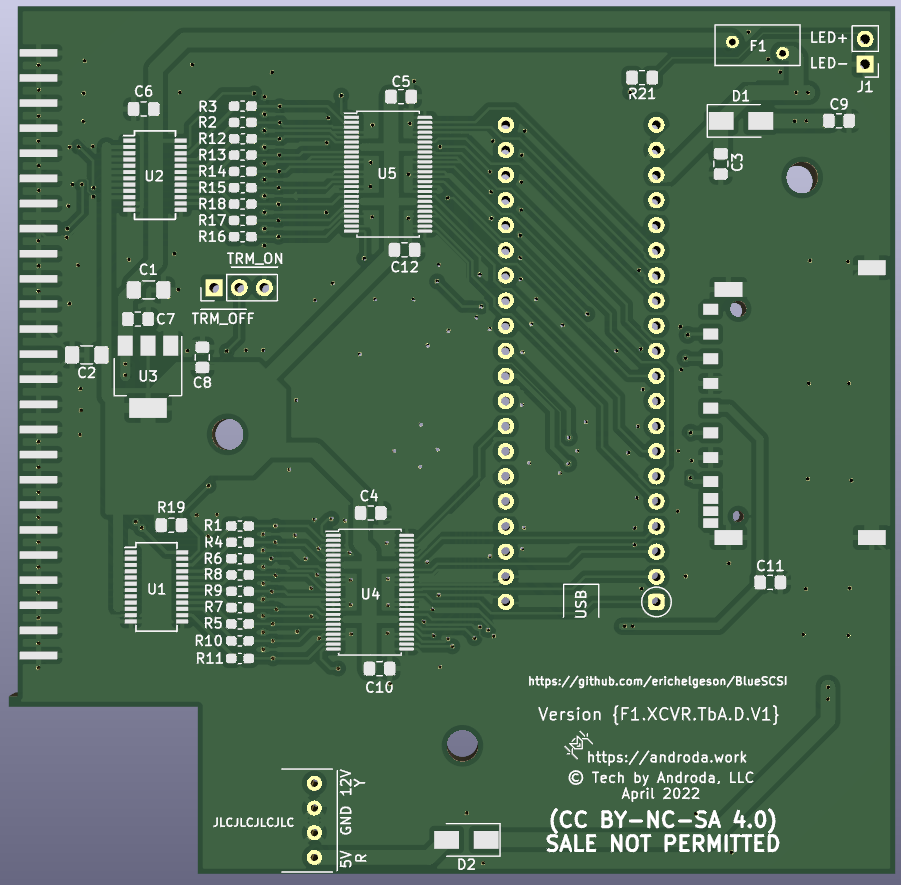 F1
LED+
LED-
J1
C5
R21
D1
C9
C6
R3
R2
R12
R13
R14
R15
R18
R17
R16
U2
U5
C3
C12
TRM_ON
C1
TRM_OFF
C7
C2
U3
C8
C4
R19
R1
R4
R6
R8
R9
R7
R5
R10
R11
U1
U4
C11
USB
C10
https://github.com/erichelgeson/BlueSCSI
Version {F1.XCVR.TbA.D.V1}
https://androda.work
© Tech by Androda, LLC
April 2022
(CC BY-NC-SA 4.0)
SALE NOT PERMITTED
JLCJLCJLCJLC
5V GND 12V
R Y
D2